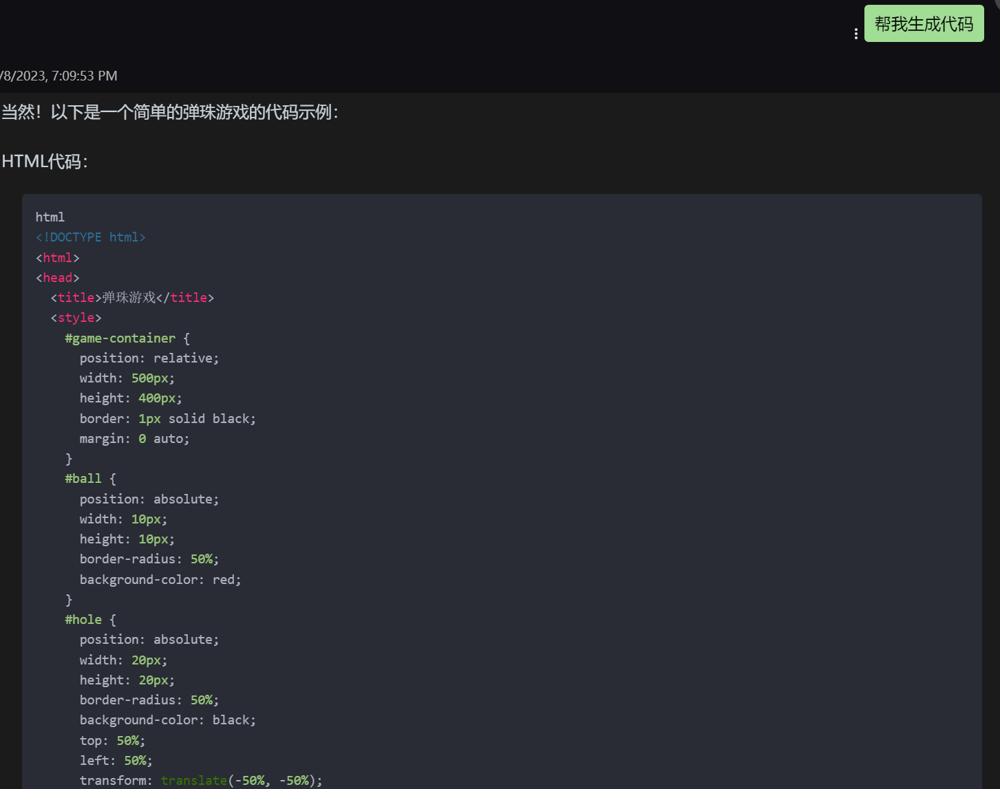 帮我生成代码
/8/2023, 7:09:53 PM
当然！以下是一个简单的弹珠游戏的代码示例：
HTML代码：
html
<!DOCTYPE html>
<html>
<head>
  <title>弹珠游戏</title>
  <style>
    #game-container {
      position: relative;
      width: 500px;
      height: 400px;
      border: 1px solid black;
      margin: 0 auto;
    }
    #ball {
      position: absolute;
      width: 10px;
      height: 10px;
      border-radius: 50%;
      background-color: red;
    }
    #hole {
      position: absolute;
      width: 20px;
      height: 20px;
      border-radius: 50%;
      background-color: black;
      top: 50%;
      left: 50%;
      transform: translate(-50%, -50%);